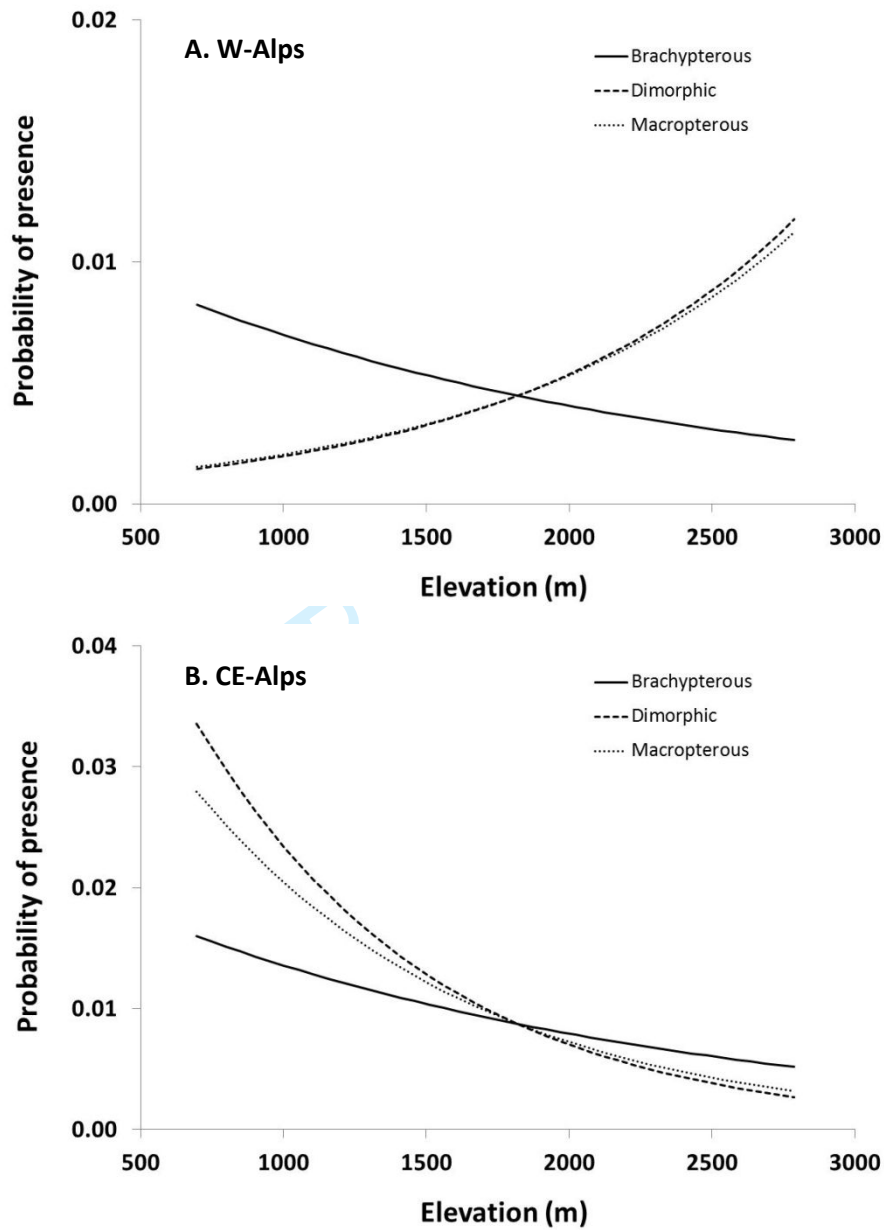 A. W-Alps
Brachypterous
Dimorphic
Macropterous
Probability of presence
0.02
0.01
0.00
500 1000 1500 2000 2500 3000
Elevation (m)
B. CE-Alps
Brachypterous
Dimorphic
Macropterous
Probability of presence
0.04
0.03
0.02
0.01
0.00
500 1000 1500 2000 2500 3000
Elevation (m)